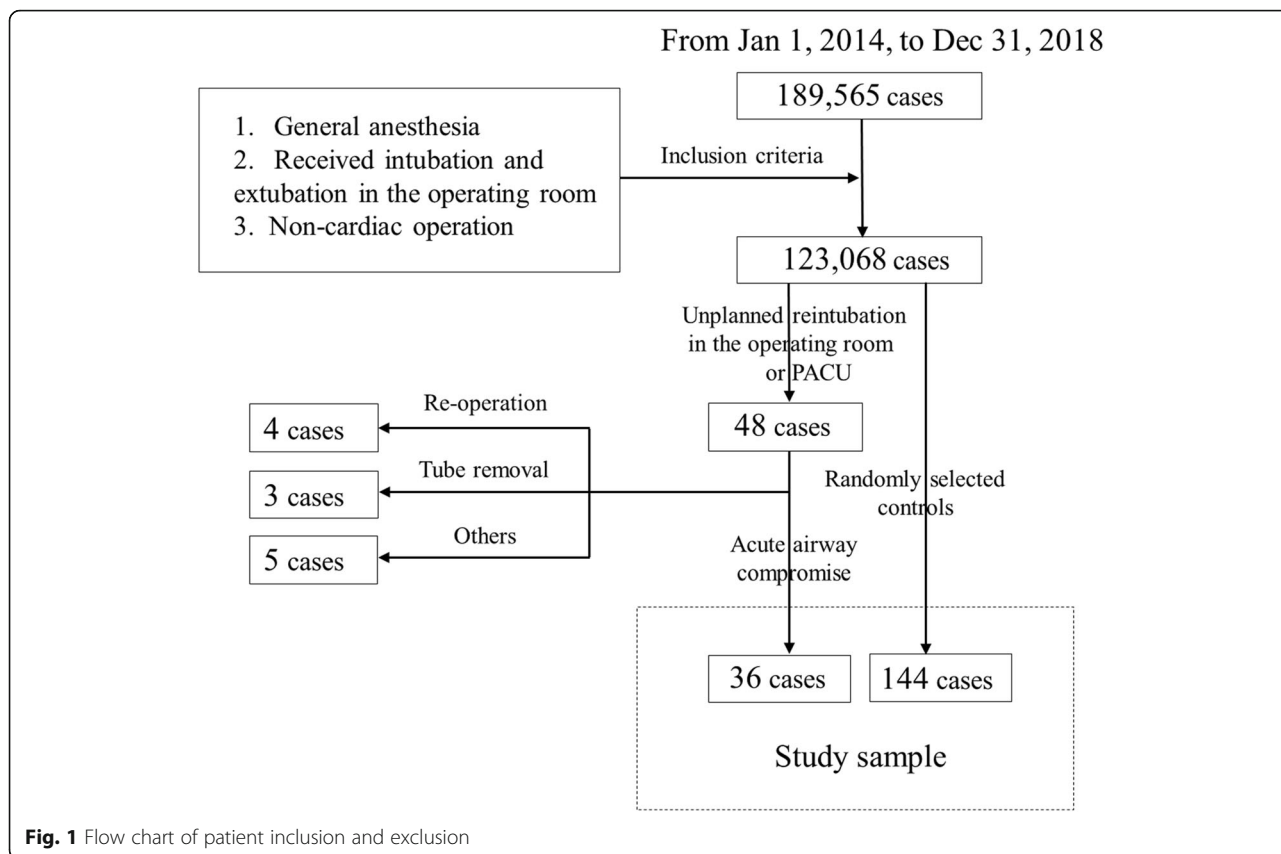 From Jan 1, 2014, to Dec 31, 2018
189,565 cases
1. General anesthesia
2. Received intubation and
extubation in the operating room
3. Non-cardiac operation
Inclusion criteria
123,068 cases
Unplanned reintubation
in the operating room
or PACU
48 cases
Re-operation
4 cases
Tube removal
3 cases
Others
5 cases
Randomly selected
controls
Acute airway
compromise
36 cases
144 cases
Study sample
Fig. 1 Flow chart of patient inclusion and exclusion